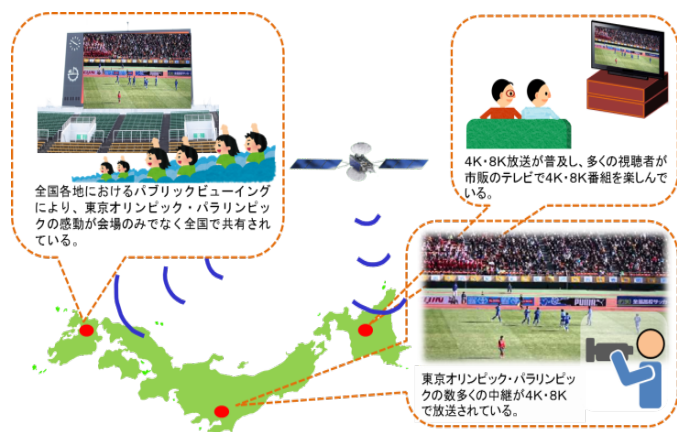 全国各地におけるパブリックビューイング
により、東京オリンピック・パラリンピッ
クの感動が会場のみでなく全国で共有され
ている。
4K・8K放送が普及し、多くの視聴者が
市販のテレビで4K・8K番組を楽しんで
いる。
PUMA
東京オリンピック・パラリンピッ
クの数多くの中継が4K・8K
で放送されている。